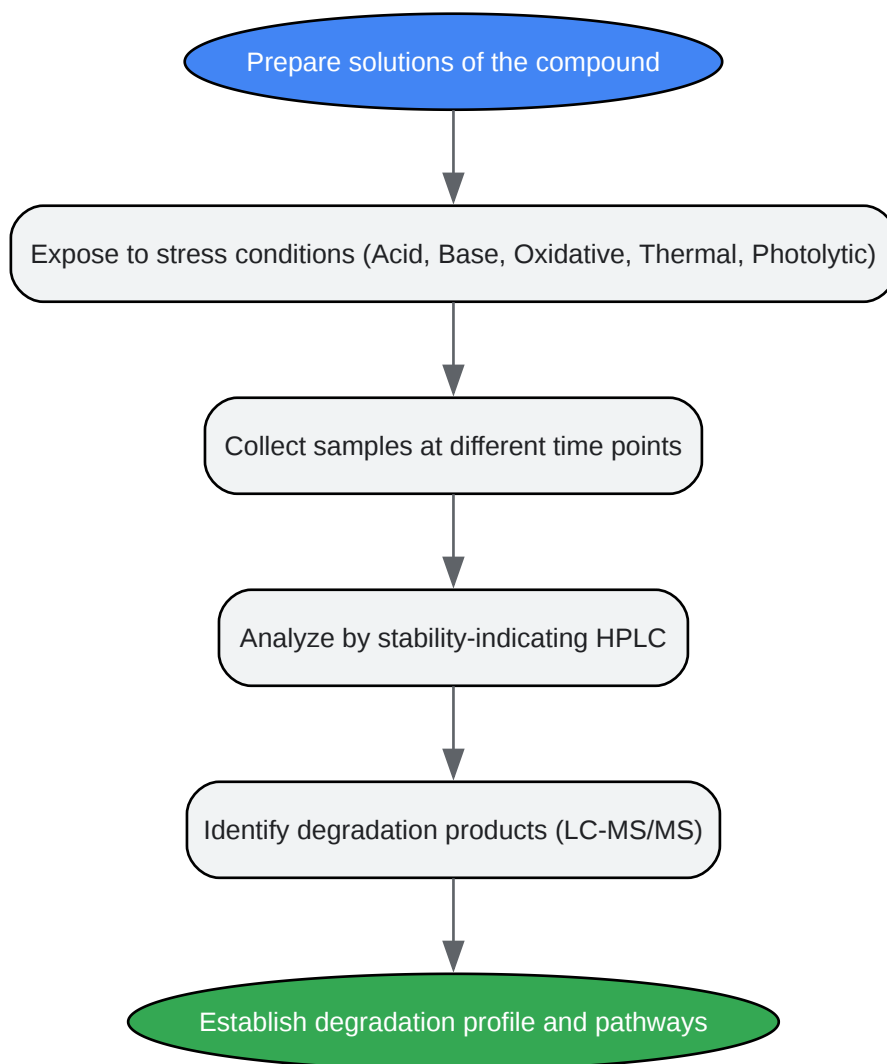 Prepare solutions of the compound
Expose to stress conditions (Acid, Base, Oxidative, Thermal, Photolytic)
Collect samples at different time points
Analyze by stability-indicating HPLC
Identify degradation products (LC-MS/MS)
Establish degradation profile and pathways